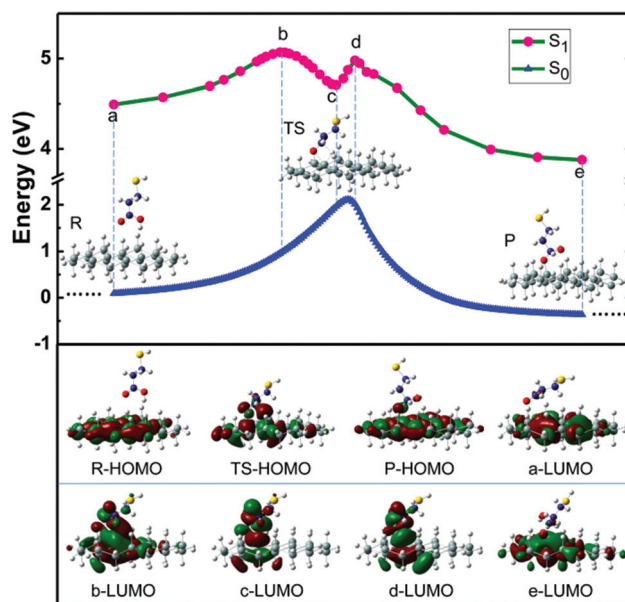 b
d
S1
S0
5
a
c
4
TS
e
Energy (eV)
2
R
P
1
0
-1
R-HOMO
TS-HOMO
P-HOMO
a-LUMO
b-LUMO
c-LUMO
d-LUMO
e-LUMO